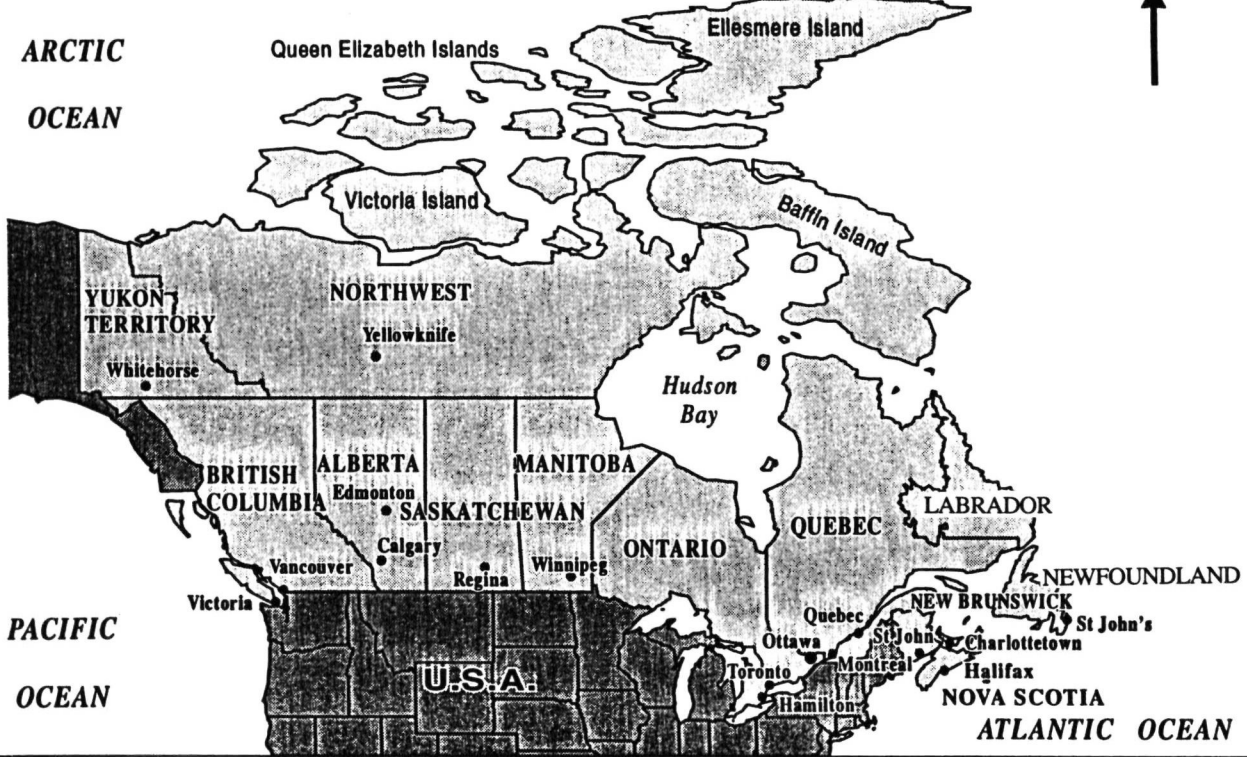 Ellesmere Island
Queen Elizabeth Islands
ARCTIC
OCEAN
Victoria Island
Baffin Island
YUKON
TERRITORY
NORTHWEST
Yellowknife
Whitehorse
Hudson
Bay
BRITISH
COLUMBIA
ALBERTA
Edmonton
SASKATCHEWAN
MANITOBA
Calgary
Regina
Winnipeg
ONTARIO
QUEBEC
LABRADOR
NEWFOUNDLAND
Vancouver
Victoria
NEW BRUNSWICK
St John's
Quebec
Ottawa
St John
Charlottetown
Toronto
Montreal
Halifax
Hamilton
NOVA SCOTIA
PACIFIC
OCEAN
U.S.A.
ATLANTIC OCEAN